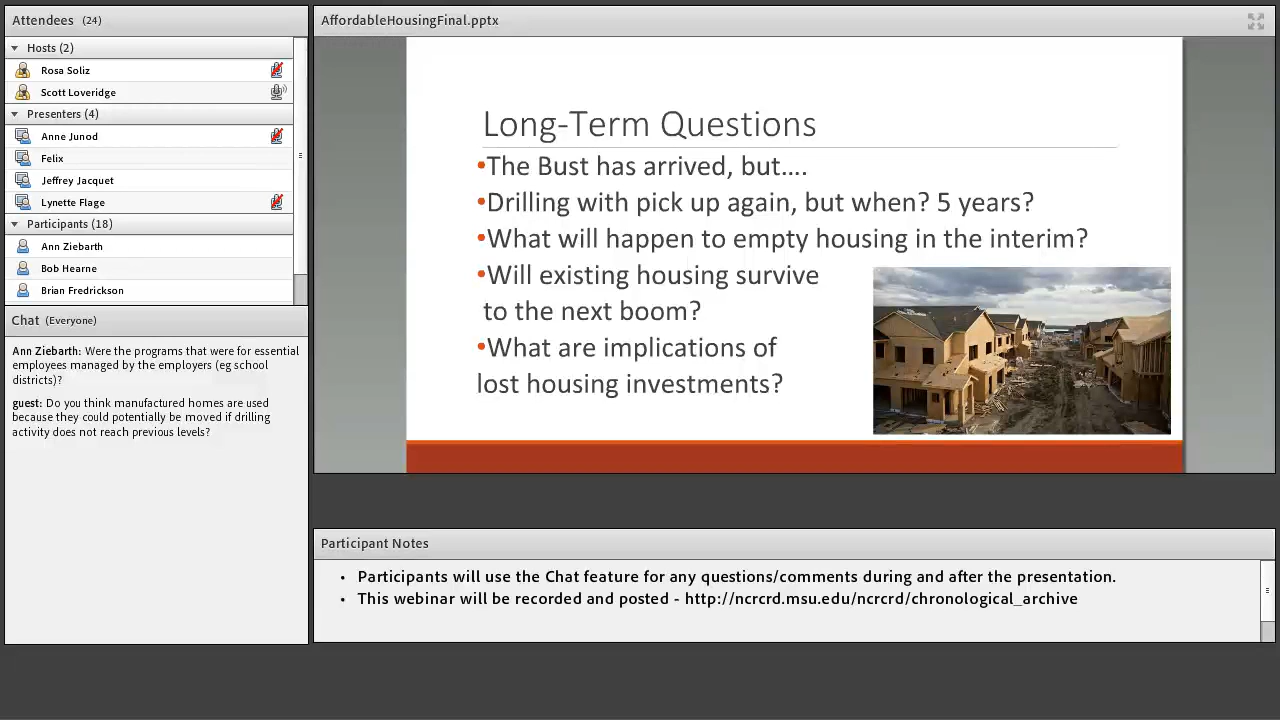 Attendees (24)
Hosts (2)
Rosa Soliz
Scott Loveridge
Presenters (4)
Anne Junod
Felix
Jeffrey Jacquet
Lynette Flage
Participants (18)
Ann Ziebarth
Bob Hearne
Brian Fredrickson
Chat (Everyone)
Ann Ziebarth: Were the programs that were for essential
employees managed by the employers (eg school
districts)?
guest: Do you think manufactured homes are used
because they could potentially be moved if drilling
activity does not reach previous levels?
AffordableHousingFinal.pptx
Long-Term Questions
•The Bust has arrived, but....
•Drilling with pick up again, but when? 5 years?
•What will happen to empty housing in the interim?
•Will existing housing survive
to the next boom?
•What are implications of
lost housing investments?
Participant Notes
• Participants will use the Chat feature for any questions/comments during and after the presentation.
• This webinar will be recorded and posted - http://ncrcrd.msu.edu/ncrcrd/chronological_archive